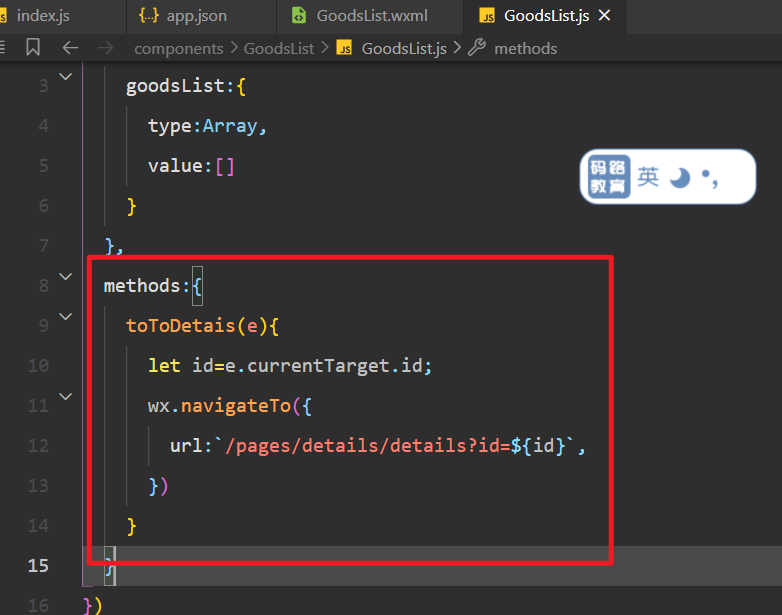 s index.js {..} app.json GoodsList.wxml JS GoodsList.js
components > GoodsList > JS GoodsList.js > methods
3 goodsList:{
4 type:Array,
5 value:[]
6 }
7 },
8 methods:{
9 toToDetais(e){
10 let id=e.currentTarget.id;
11 wx.navigateTo({
12 url:`/pages/details/details?id=${id}`,
13 })
14 }
15 }
16 })
码路
教育 英